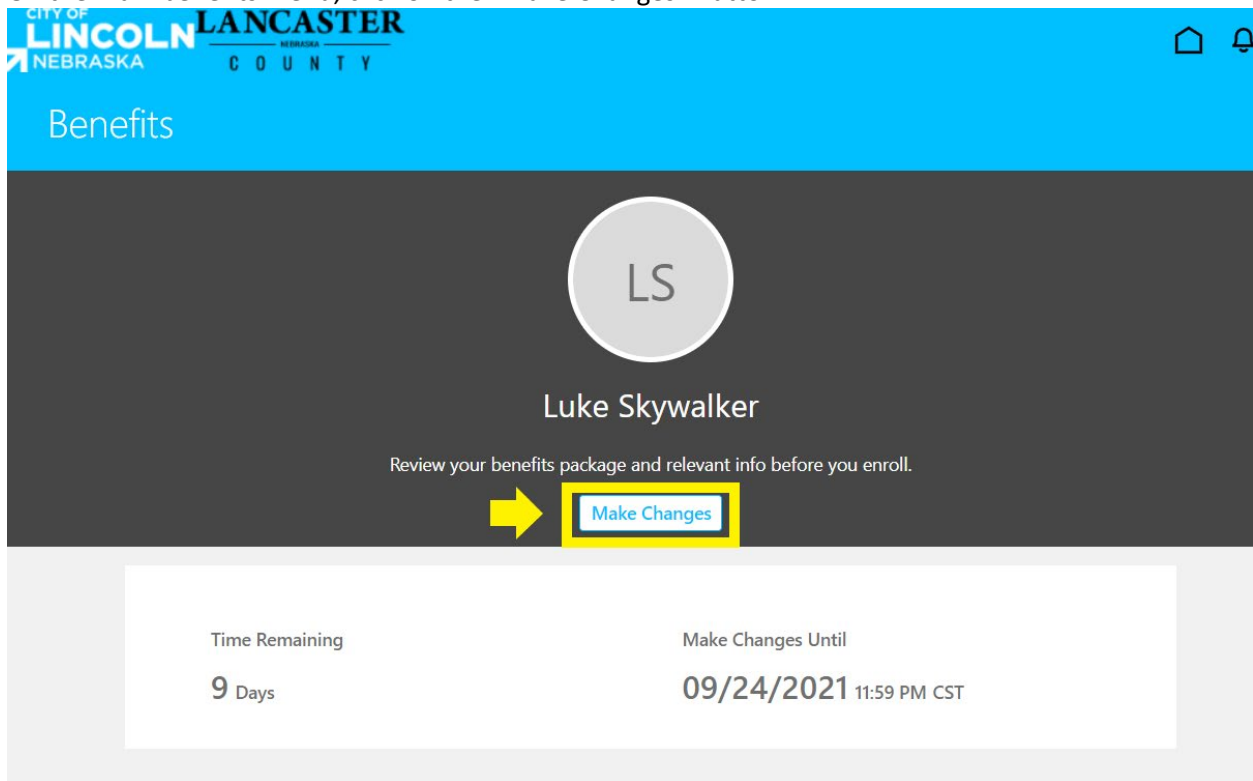 CITY OF
LINCOLN
NEBRASKA
LANCASTER
NEBRASKA
COUNTY
Benefits
LS
Luke Skywalker
Review your benefits package and relevant info before you enroll.
Make Changes
Time Remaining
Make Changes Until
9 Days
09/24/2021 11:59 PM CST